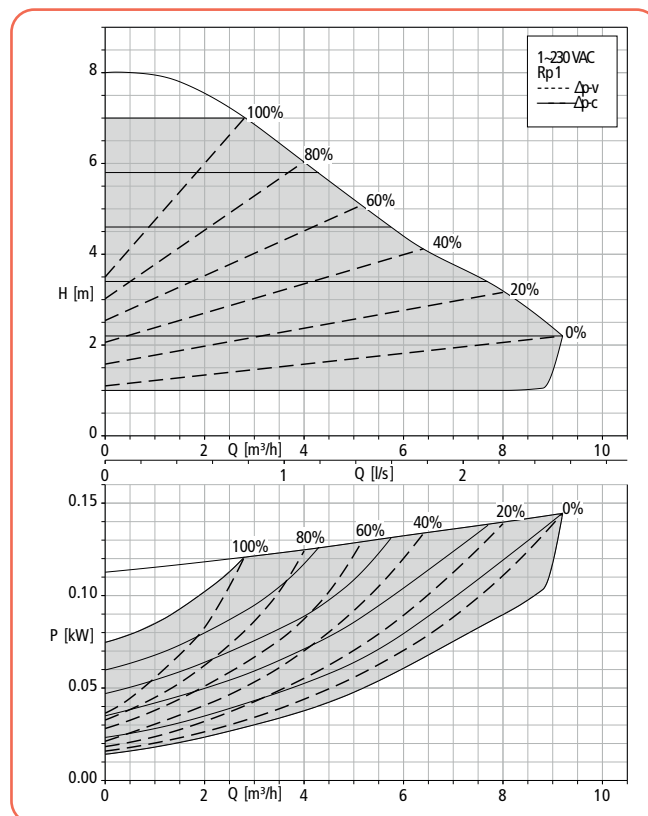 1~230 VAC
Rp 1
Δp-v
Δp-c
8
100%
80%
6
60%
40%
4
H [m]
20%
0%
2
0
0 2 Q [m³/h] 4 6 8 10
0 1 Q [l/s] 2
0.15
0%
20%
40%
60%
80%
100%
0.10
P [kW]
0.05
0.00
0 2 Q [m³/h] 4 6 8 10